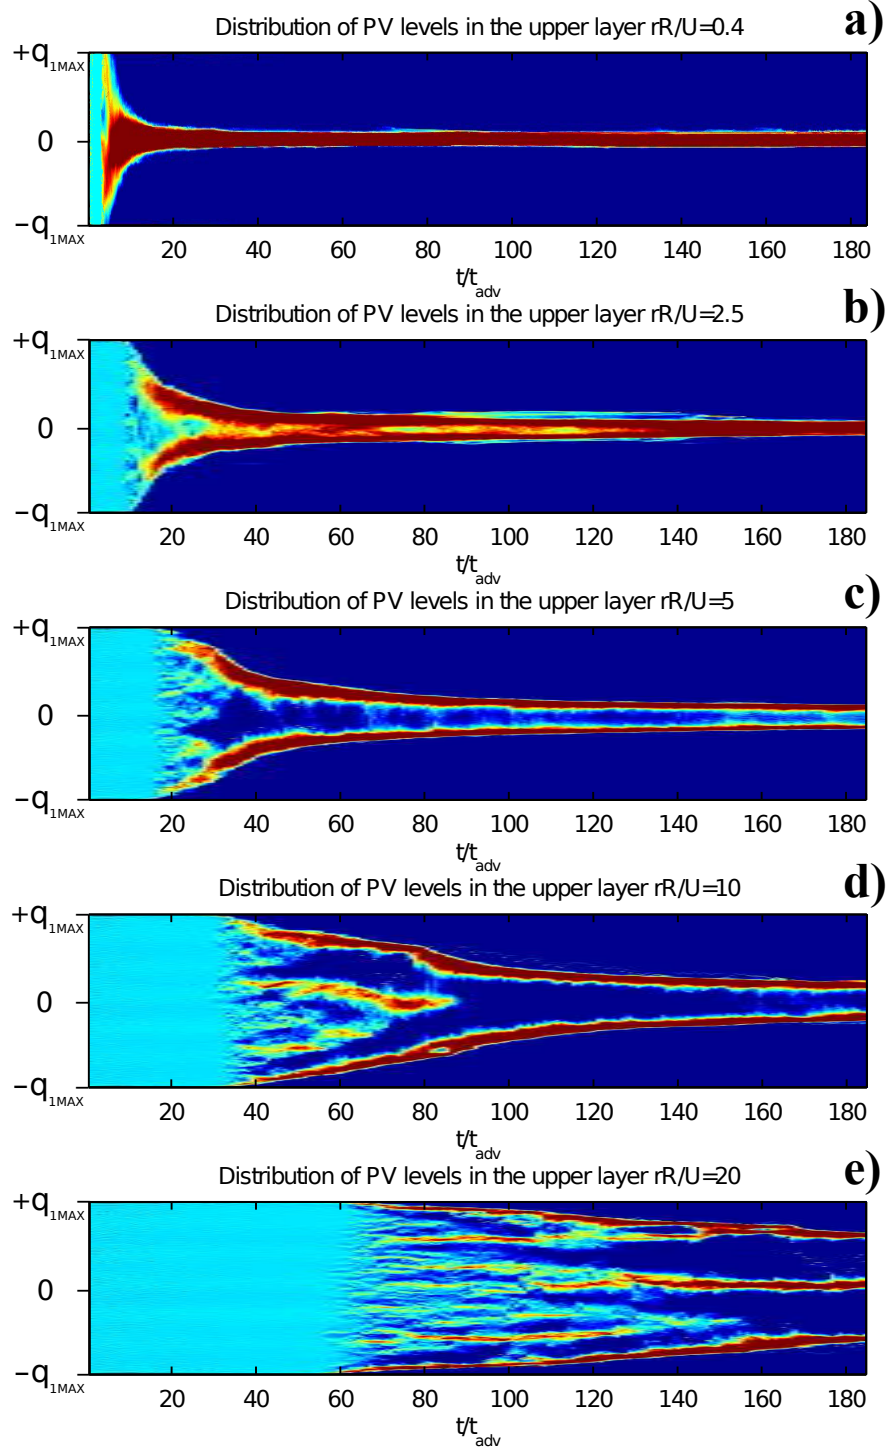 Distribution of PV levels in the upper layer rR/U=0.4
a)
+q1MAX
0
−q1MAX
20 40 60 80 100 120 140 160 180
t/tadv
Distribution of PV levels in the upper layer rR/U=2.5
b)
+q1MAX
0
−q1MAX
20 40 60 80 100 120 140 160 180
t/tadv
Distribution of PV levels in the upper layer rR/U=5
c)
+q1MAX
0
−q1MAX
20 40 60 80 100 120 140 160 180
t/tadv
Distribution of PV levels in the upper layer rR/U=10
d)
+q1MAX
0
−q1MAX
20 40 60 80 100 120 140 160 180
t/tadv
Distribution of PV levels in the upper layer rR/U=20
e)
+q1MAX
0
−q1MAX
20 40 60 80 100 120 140 160 180
t/tadv